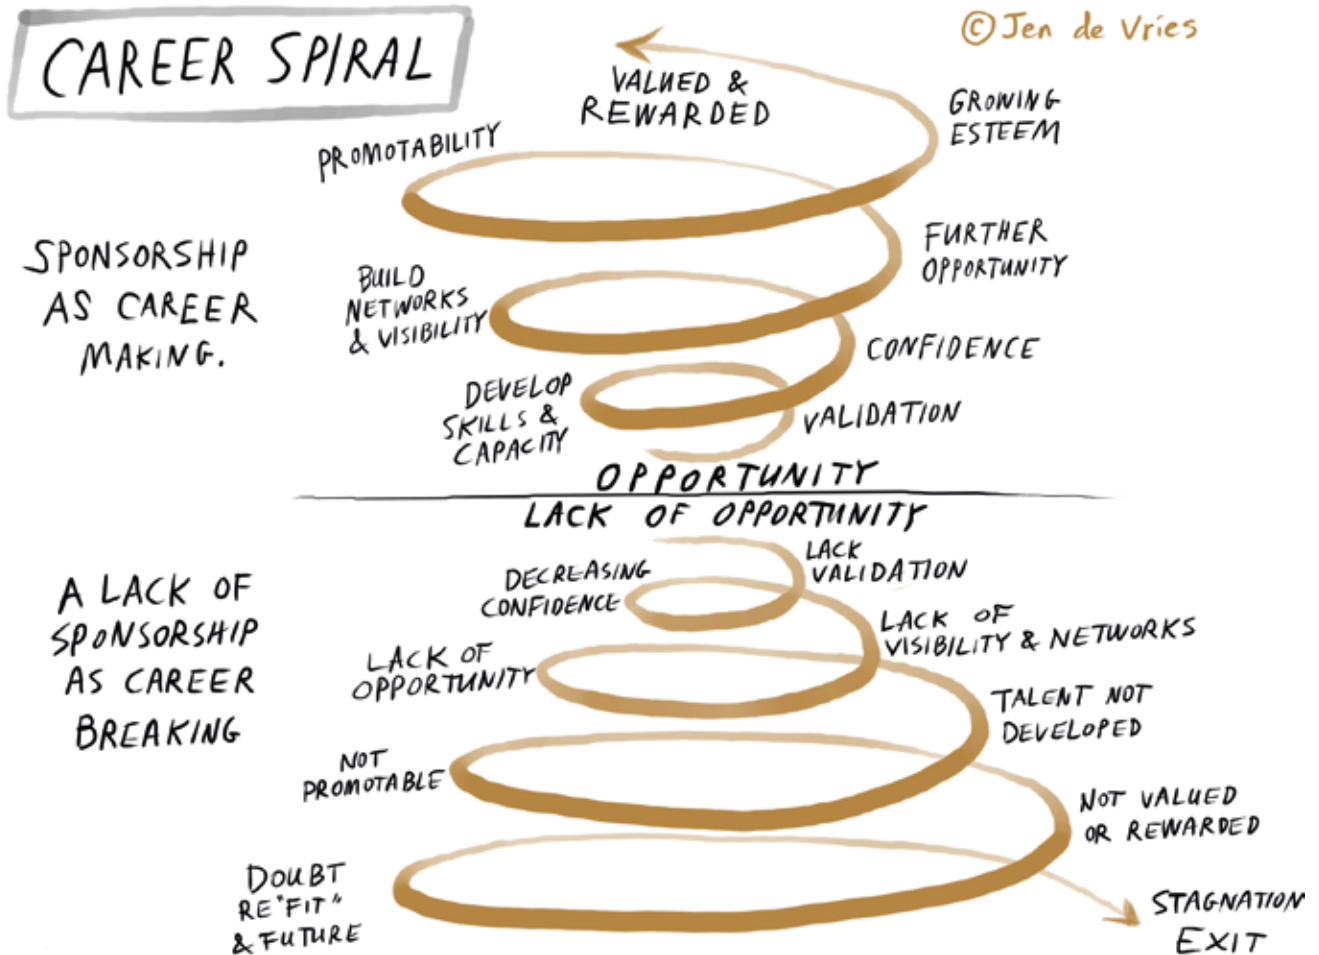 CAREER SPIRAL
© Jen de Vries
VALUED &
REWARDED
GROWING
ESTEEM
PROMOTABILITY
FURTHER
OPPORTUNITY
SPONSORSHIP
AS CAREER
MAKING.
BUILD
NETWORKS
& VISIBILITY
CONFIDENCE
DEVELOP
SKILLS &
CAPACITY
VALIDATION
OPPORTUNITY
LACK OF OPPORTUNITY
LACK
VALIDATION
DECREASING
CONFIDENCE
A LACK OF
SPONSORSHIP
AS CAREER
BREAKING
LACK OF
VISIBILITY & NETWORKS
LACK OF
OPPORTUNITY
TALENT NOT
DEVELOPED
NOT
PROMOTABLE
NOT VALUED
OR REWARDED
DOUBT
RE "FIT"
& FUTURE
STAGNATION
EXIT